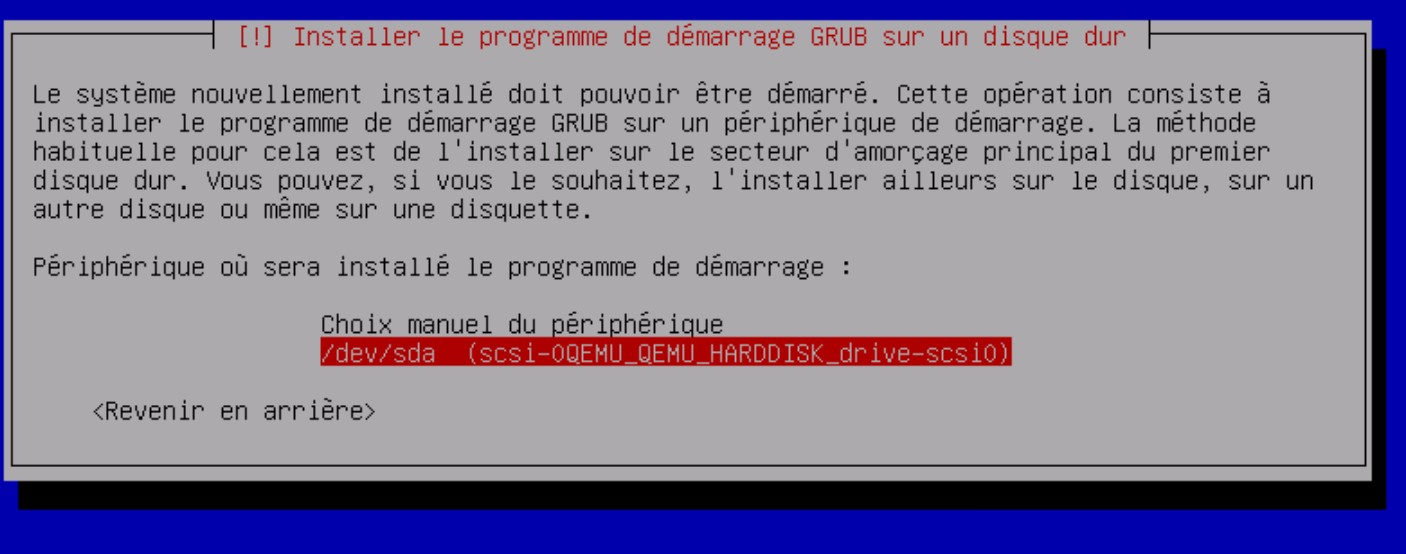 [!] Installer le programme de démarrage GRUB sur un disque dur
Le système nouvellement installé doit pouvoir être démarré. Cette opération consiste à
installer le programme de démarrage GRUB sur un périphérique de démarrage. La méthode
habituelle pour cela est de l'installer sur le secteur d'amorçage principal du premier
disque dur. Vous pouvez, si vous le souhaitez, l'installer ailleurs sur le disque, sur un
autre disque ou même sur une disquette.
Périphérique où sera installé le programme de démarrage :
Choix manuel du périphérique
/dev/sda  (scsi-0QEMU_QEMU_HARDDISK_drive-scsi0)
<Revenir en arrière>